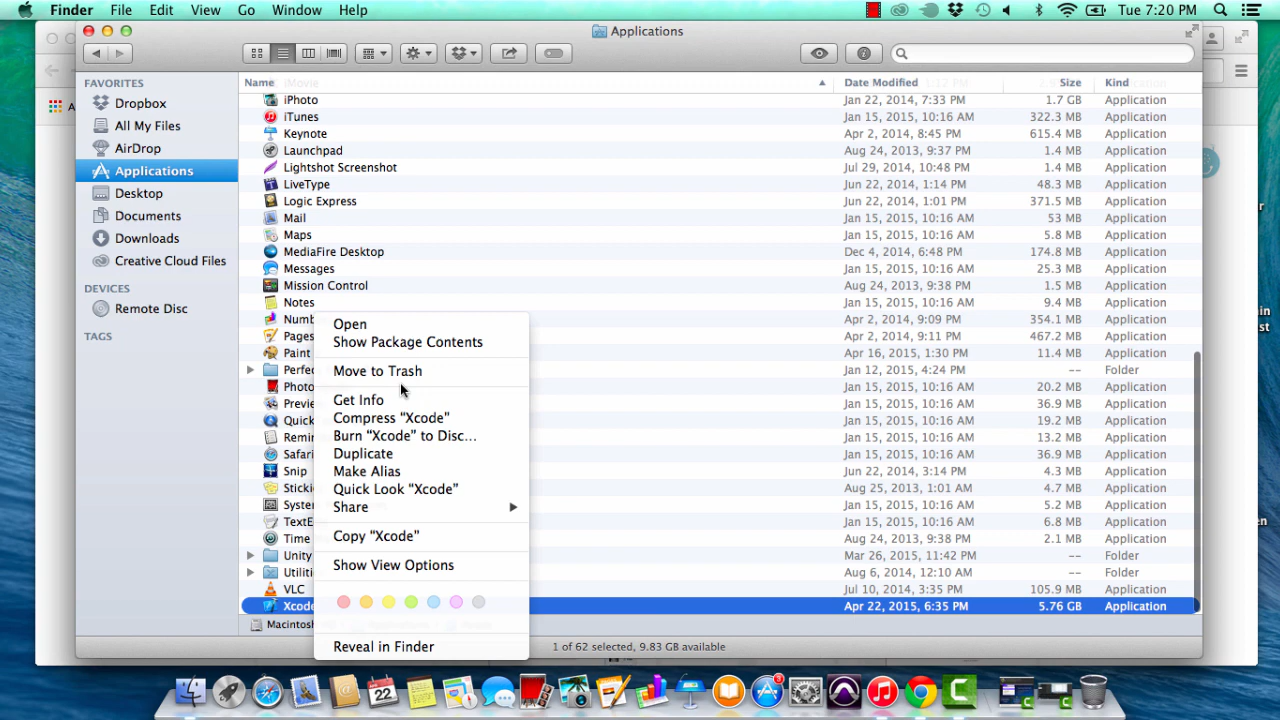 Finder File Edit View Go Window Help Tue 7:20 PM
Applications
FAVORITES
Dropbox
All My Files
AirDrop
Applications
Desktop
Documents
Downloads
Creative Cloud Files
DEVICES
Remote Disc
TAGS
Name Date Modified Size Kind
iPhoto Jan 22, 2014, 7:33 PM 1.7 GB Application
iTunes Jan 15, 2015, 10:16 AM 322.3 MB Application
Keynote Apr 2, 2014, 8:45 PM 615.4 MB Application
Launchpad Aug 24, 2013, 9:37 PM 1.4 MB Application
Lightshot Screenshot Jul 29, 2014, 10:48 PM 1.4 MB Application
LiveType Jun 22, 2014, 1:14 PM 48.3 MB Application
Logic Express Jun 22, 2014, 1:01 PM 371.5 MB Application
Mail Jan 15, 2015, 10:16 AM 53 MB Application
Maps Jan 15, 2015, 10:16 AM 5.8 MB Application
MediaFire Desktop Dec 4, 2014, 6:48 PM 174.8 MB Application
Messages Jan 15, 2015, 10:16 AM 25.3 MB Application
Mission Control Aug 24, 2013, 9:38 PM 1.5 MB Application
Notes Jan 15, 2015, 10:16 AM 9.4 MB Application
Numb Apr 2, 2014, 9:09 PM 354.1 MB Application
Pages Apr 2, 2014, 9:11 PM 467.2 MB Application
Paint Apr 16, 2015, 1:30 PM 11.4 MB Application
Perfec Jan 12, 2015, 4:24 PM -- Folder
Photo Jan 15, 2015, 10:16 AM 20.2 MB Application
Previe Jan 15, 2015, 10:16 AM 36.9 MB Application
Quick Jan 15, 2015, 10:16 AM 19.2 MB Application
Remi Jan 15, 2015, 10:16 AM 13.2 MB Application
Safari Jan 15, 2015, 10:16 AM 36.9 MB Application
Snip Jun 22, 2014, 3:14 PM 4.3 MB Application
Sticki Aug 25, 2013, 1:01 AM 4.7 MB Application
Syste Jan 15, 2015, 10:16 AM 1.5 MB Application
TextE Jan 15, 2015, 10:16 AM 6.8 MB Application
Time Aug 24, 2013, 9:38 PM 2.1 MB Application
Unity Mar 26, 2015, 11:42 PM -- Folder
Utiliti Aug 6, 2014, 12:10 AM -- Folder
VLC Jul 10, 2014, 3:35 PM 105.9 MB Application
Xcode Apr 22, 2015, 6:35 PM 5.76 GB Application
Open
Show Package Contents
Move to Trash
Get Info
Compress “Xcode”
Burn “Xcode” to Disc...
Duplicate
Make Alias
Quick Look “Xcode”
Share
Copy “Xcode”
Show View Options
Reveal in Finder
Macintosh
1 of 62 selected, 9.83 GB available
22